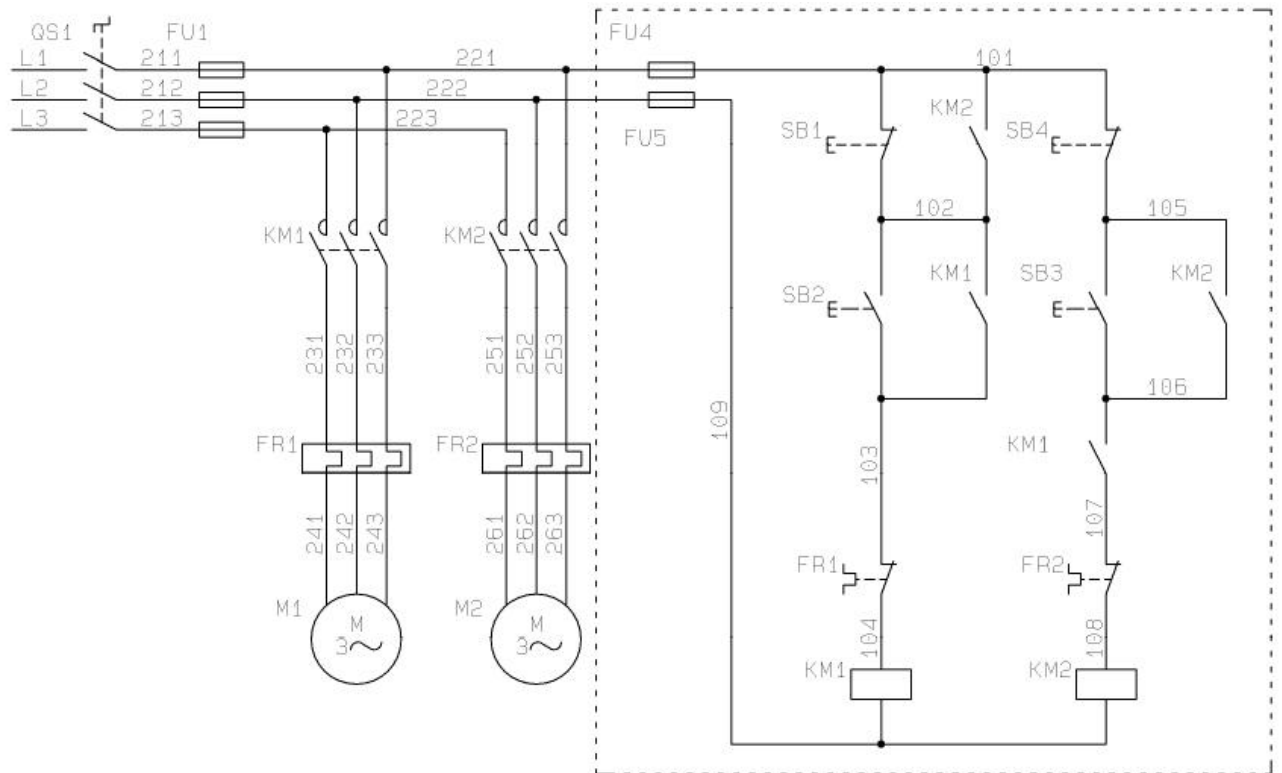 QS1 FU1 FU4
L1 211 221 101
L2 212 222
L3 213 223
FU5 SB1 KM2 SB4
102 105
KM1 KM2
SB2 KM1 SB3 KM2
231 232 233 251 252 253
109 106
FR1 FR2 103 KM1
241 242 243 261 262 263 107
FR1 FR2
M1 M 3 M2 M 3 104 108
KM1 KM2